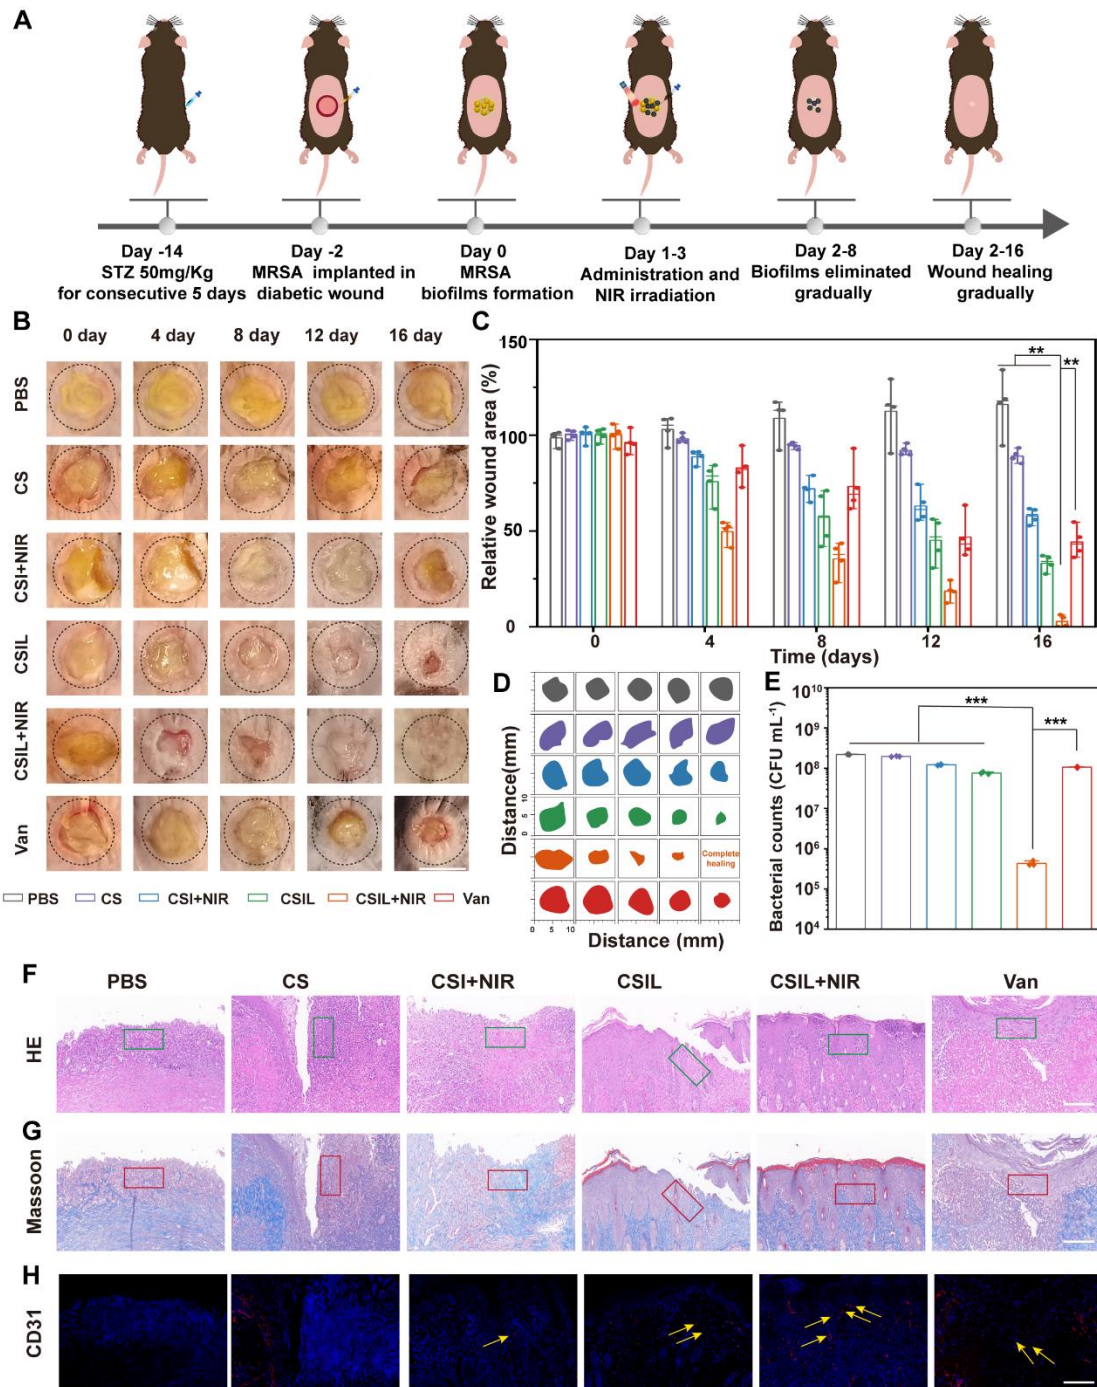 A
Day -14
STZ 50mg/Kg
for consecutive 5 days
Day -2
MRSA implanted in
diabetic wound
Day 0
MRSA
biofilms formation
Day 1-3
Administration and
NIR irradiation
Day 2-8
Biofilms eliminated
gradually
Day 2-16
Wound healing
gradually
B
0 day 4 day 8 day 12 day 16 day
PBS
CS
CSI+NIR
CSIL
CSIL+NIR
Van
PBS CS CSI+NIR CSIL CSIL+NIR Van
C
Relative wound area (%)
150
100
50
0
** **
0 4 8 12 16
Time (days)
D
Distance(mm)
10
5
0
Complete
healing
0 5 10
Distance (mm)
E
Bacterial counts (CFU mL⁻¹)
10¹⁰
10⁹
10⁸
10⁷
10⁶
10⁵
10⁴
*** ***
F
PBS CS CSI+NIR CSIL CSIL+NIR Van
HE
G
Massoon
H
CD31